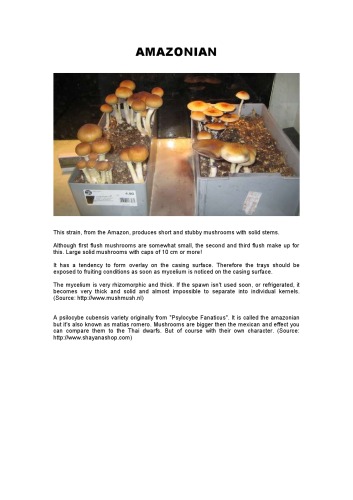 AMAZONIAN
This strain, from the Amazon, produces short and stubby mushrooms with solid stems.
Although first flush mushrooms are somewhat small, the second and third flush make up for
this. Large solid mushrooms with caps of 10 cm or more!
It has a tendency to form overlay on the casing surface. Therefore the trays should be
exposed to fruiting conditions as soon as mycelium is noticed on the casing surface.
The mycelium is very rhizomorphic and thick. If the spawn isn't used soon, or refrigerated, it
becomes very thick and solid and almost impossible to separate into individual kernels.
(Source: http://www.mushmush.nl)
A psilocybe cubensis variety originally from "Psylocybe Fanaticus". It is called the amazonian
but it's also known as matias romero. Mushrooms are bigger then the mexican and effect you
can compare them to the Thai dwarfs. But of course with their own character. (Source:
http://www.shayanashop.com)